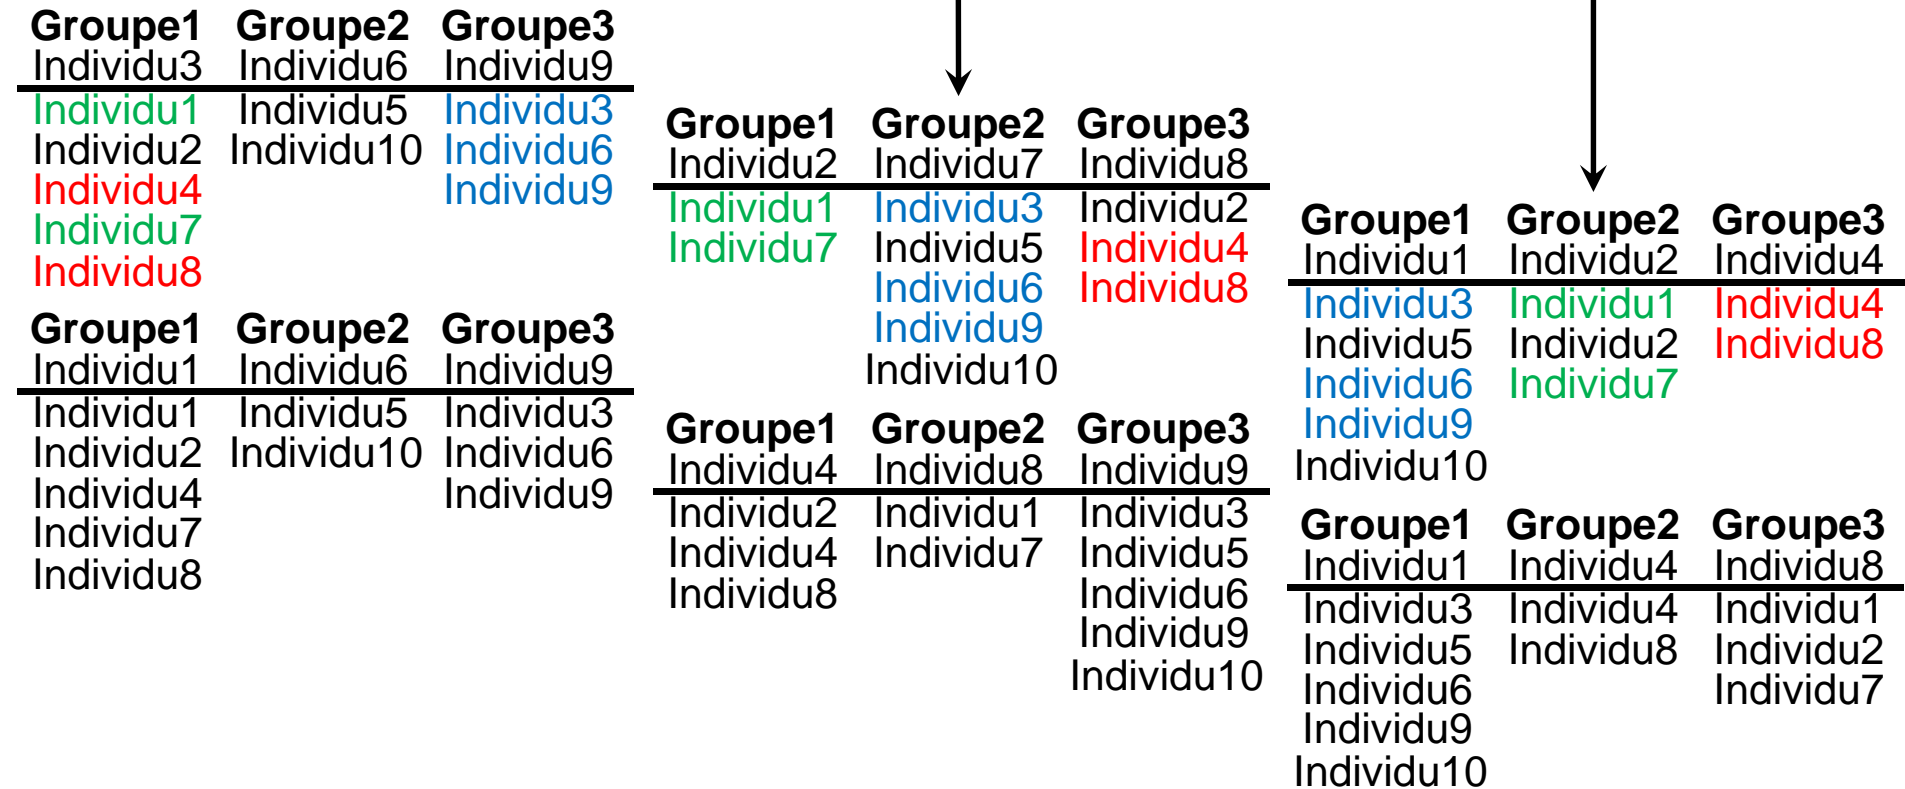 Groupe1 Groupe2 Groupe3
Individu3 Individu6 Individu9
Individu1 Individu5 Individu3
Individu2 Individu10 Individu6
Individu4 Individu9
Individu7
Individu8
Groupe1 Groupe2 Groupe3
Individu1 Individu6 Individu9
Individu1 Individu5 Individu3
Individu2 Individu10 Individu6
Individu4 Individu9
Individu7
Individu8
Groupe1 Groupe2 Groupe3
Individu2 Individu7 Individu8
Individu1 Individu3 Individu2
Individu7 Individu5 Individu4
Individu6 Individu8
Individu9
Individu10
Groupe1 Groupe2 Groupe3
Individu4 Individu8 Individu9
Individu2 Individu1 Individu3
Individu4 Individu7 Individu5
Individu8 Individu6
Individu9
Individu10
Groupe1 Groupe2 Groupe3
Individu1 Individu2 Individu4
Individu3 Individu1 Individu4
Individu5 Individu2 Individu8
Individu6 Individu7
Individu9
Individu10
Groupe1 Groupe2 Groupe3
Individu1 Individu4 Individu8
Individu3 Individu4 Individu1
Individu5 Individu8 Individu2
Individu6 Individu7
Individu9
Individu10